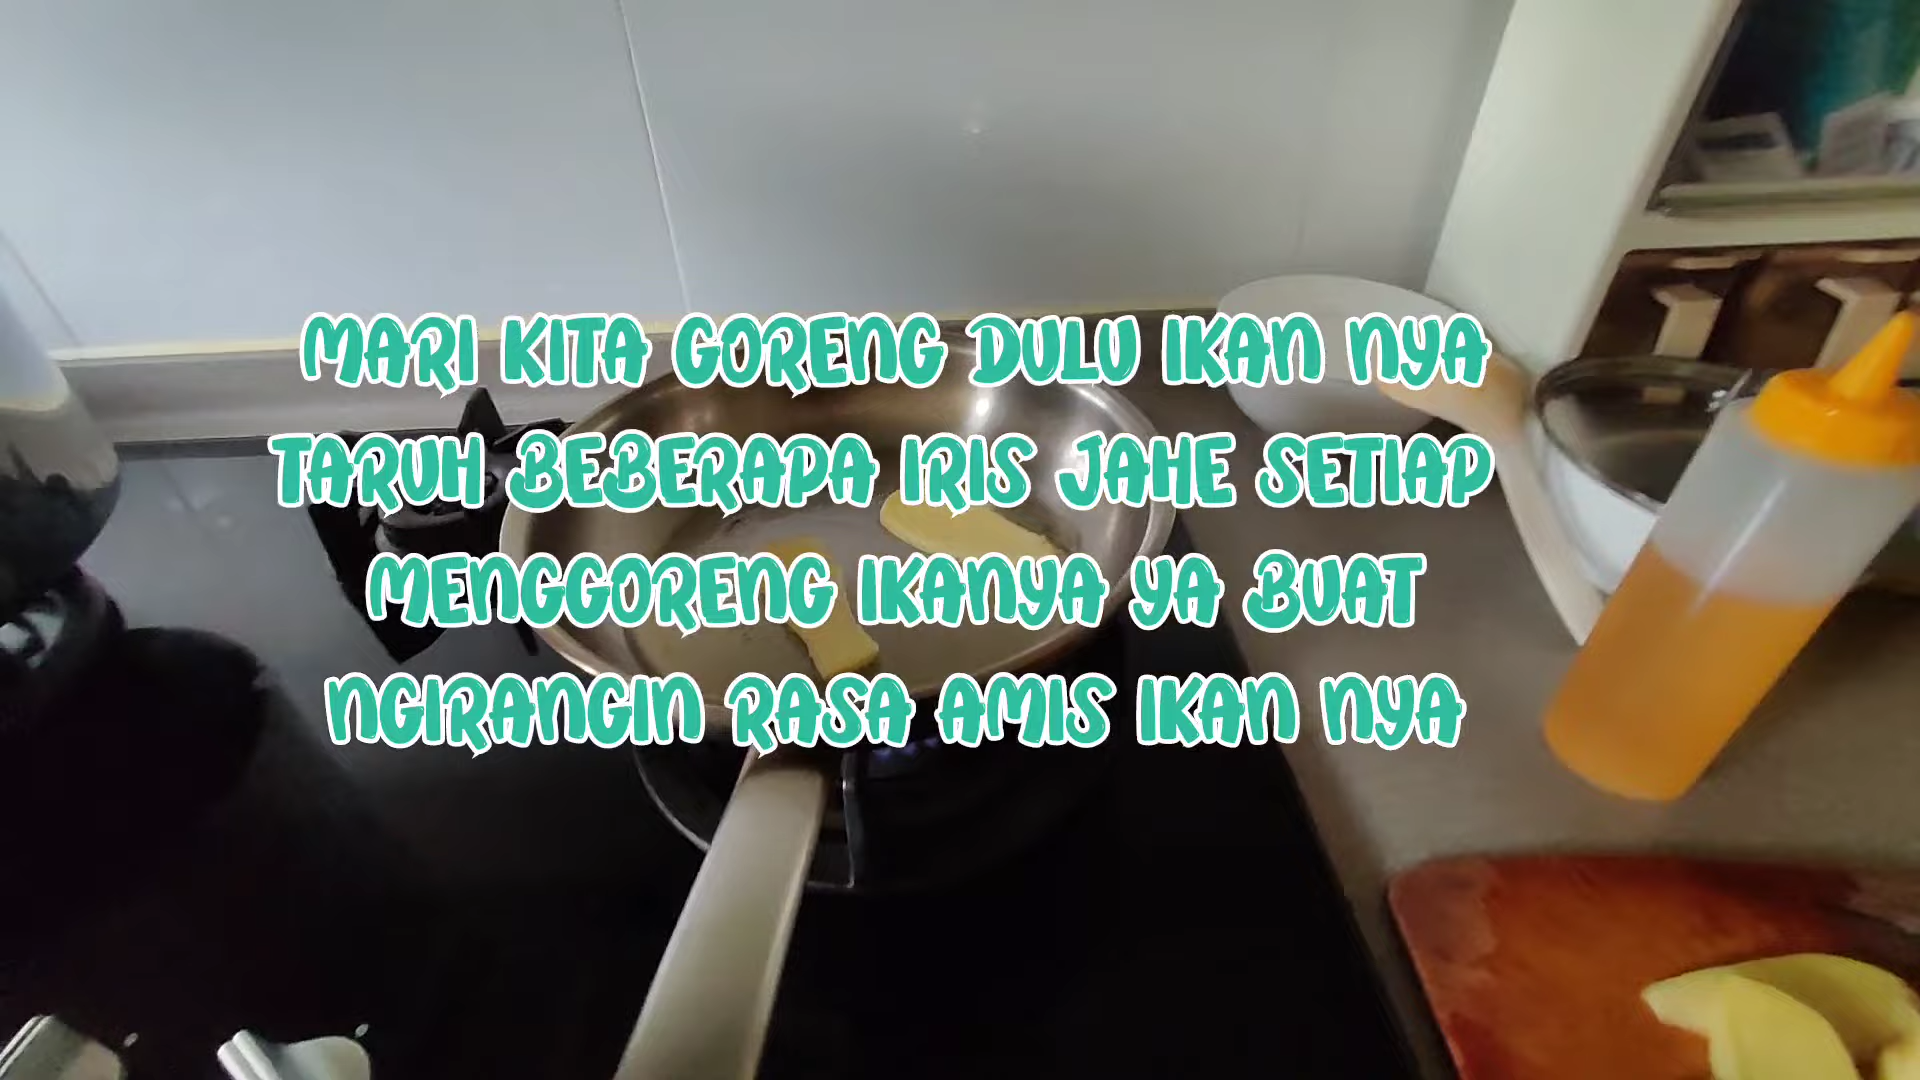 MARI KITA GORENG DULU IKAN NYA
TARUH BEBERAPA IRIS JAHE SETIAP
MENGGORENG IKANYA YA BUAT
NGIRANGIN RASA AMIS IKAN NYA